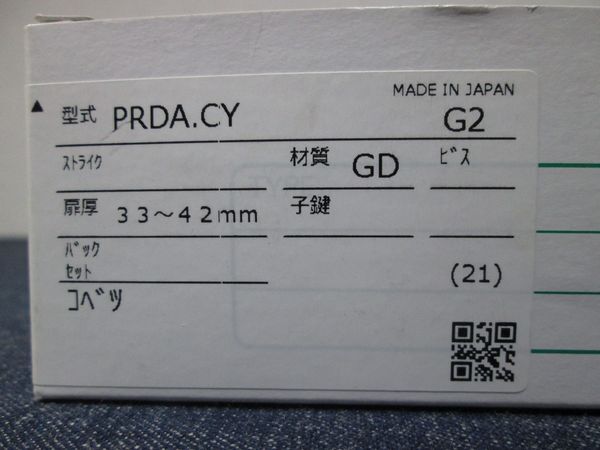 MADE IN JAPAN
▲ 型式 PRDA.CY G2
ｽﾄﾗｲｸ 材質 GD ﾋﾞｽ
扉厚 33～42mm 子鍵
ﾊﾞｯｸ
ｾｯﾄ (21)
ｺﾍﾞﾂ